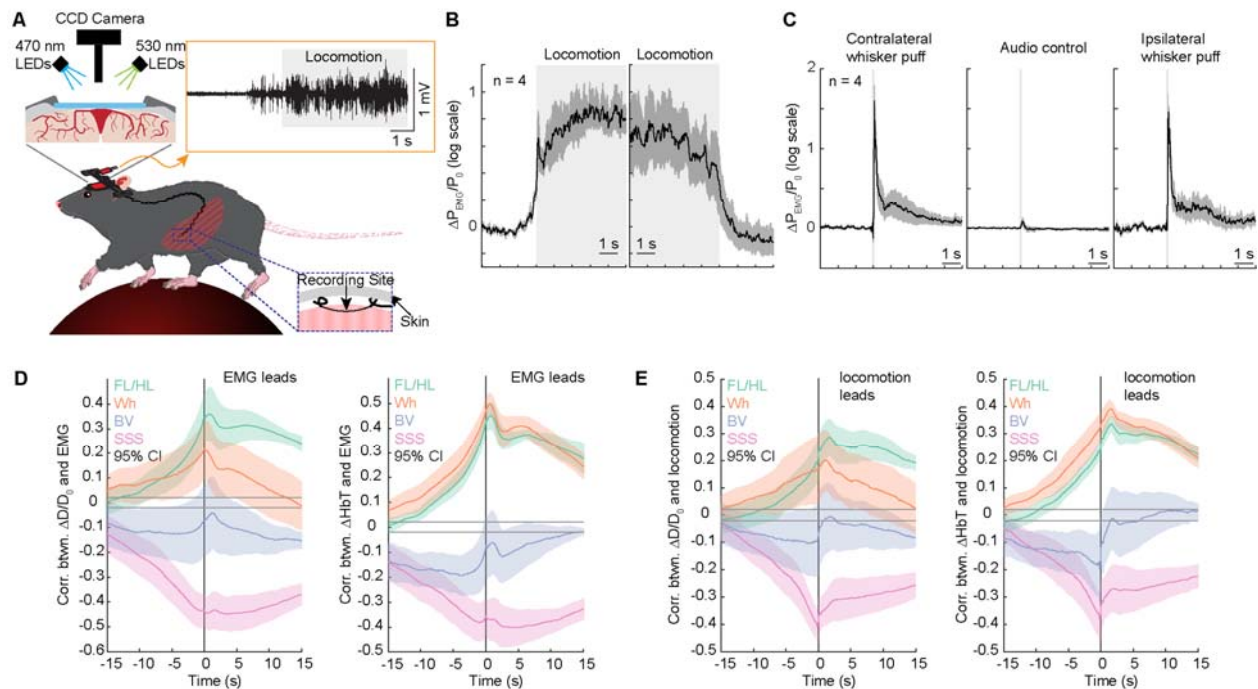 A
CCD Camera
470 nm
LEDs
530 nm
LEDs
Locomotion
1 mV
1 s
Recording Site
Skin
B
Locomotion
Locomotion
n = 4
ΔP_EMG/P_0 (log scale)
1
0
1 s
1 s
C
Contralateral
whisker puff
Audio control
Ipsilateral
whisker puff
n = 4
ΔP_EMG/P_0 (log scale)
2
1
0
1 s
1 s
1 s
D
EMG leads
FL/HL
Wh
BV
SSS
95% CI
Corr. btwn. ΔD/D_0 and EMG
0.4
0.3
0.2
0.1
0
-0.1
-0.2
-0.3
-0.4
-0.5
-15
-10
-5
0
5
10
15
Time (s)
EMG leads
FL/HL
Wh
BV
SSS
95% CI
Corr. btwn. ΔHbT and EMG
0.5
0.4
0.3
0.2
0.1
0
-0.1
-0.2
-0.3
-0.4
-0.5
-15
-10
-5
0
5
10
15
Time (s)
E
locomotion
leads
FL/HL
Wh
BV
SSS
95% CI
Corr. btwn. ΔD/D_0 and locomotion
0.5
0.4
0.3
0.2
0.1
0
-0.1
-0.2
-0.3
-0.4
-0.5
-15
-10
-5
0
5
10
15
Time (s)
locomotion
leads
FL/HL
Wh
BV
SSS
95% CI
Corr. btwn. ΔHbT and locomotion
0.5
0.4
0.3
0.2
0.1
0
-0.1
-0.2
-0.3
-0.4
-0.5
-15
-10
-5
0
5
10
15
Time (s)